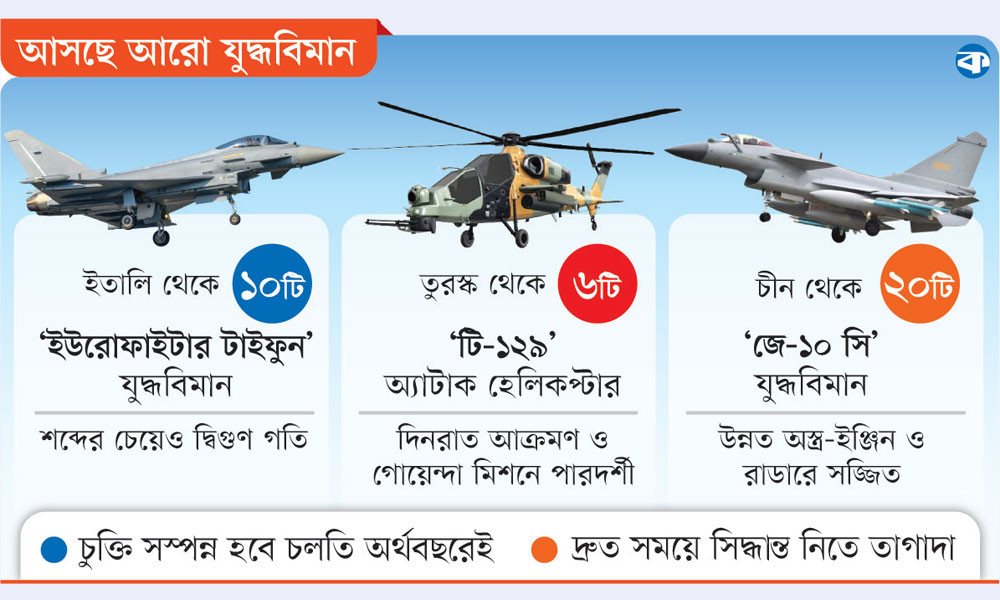 আসছে আরো যুদ্ধবিমান
ক
ইতালি থেকে ১০টি
‘ইউরোফাইটার টাইফুন’
যুদ্ধবিমান
শব্দের চেয়েও দ্বিগুণ গতি
তুরস্ক থেকে ৬টি
‘টি-১২৯’
অ্যাটাক হেলিকপ্টার
দিনরাত আক্রমণ ও
গোয়েন্দা মিশনে পারদর্শী
চীন থেকে ২০টি
‘জে-১০ সি’
যুদ্ধবিমান
উন্নত অস্ত্র-ইঞ্জিন ও
রাডারে সজ্জিত
চুক্তি সস্পন্ন হবে চলতি অর্থবছরেই
দ্রুত সময়ে সিদ্ধান্ত নিতে তাগাদা